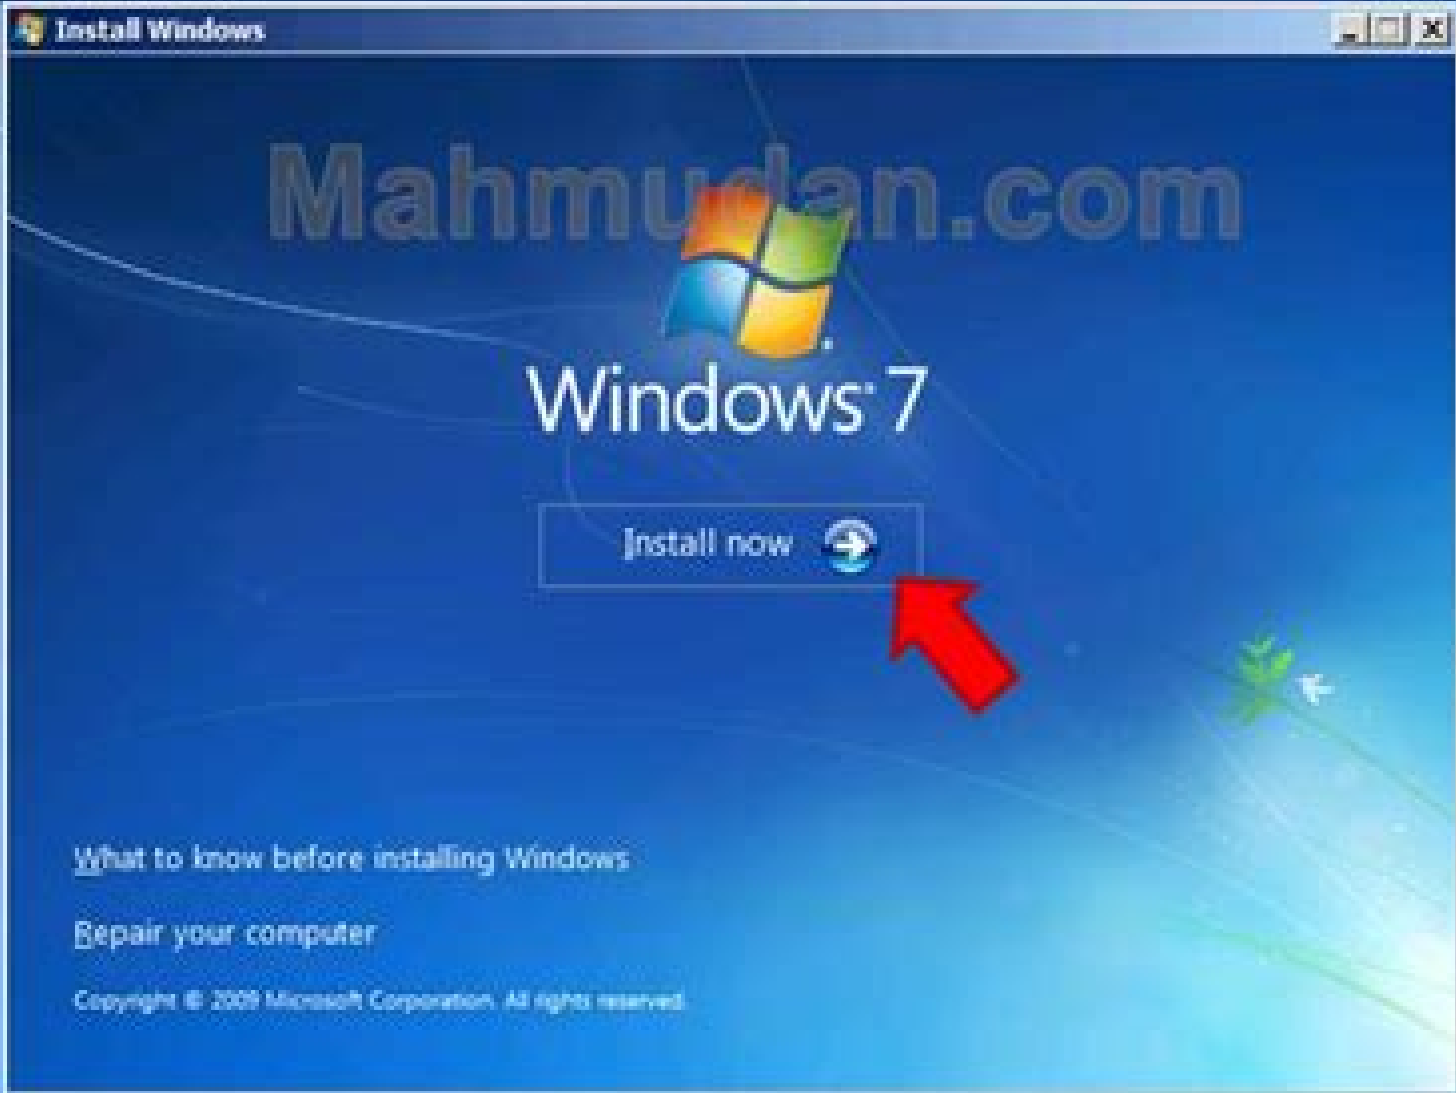 Install Windows
Mahmudan.com
Windows 7
Install now
What to know before installing Windows
Repair your computer
Copyright © 2009 Microsoft Corporation. All rights reserved.